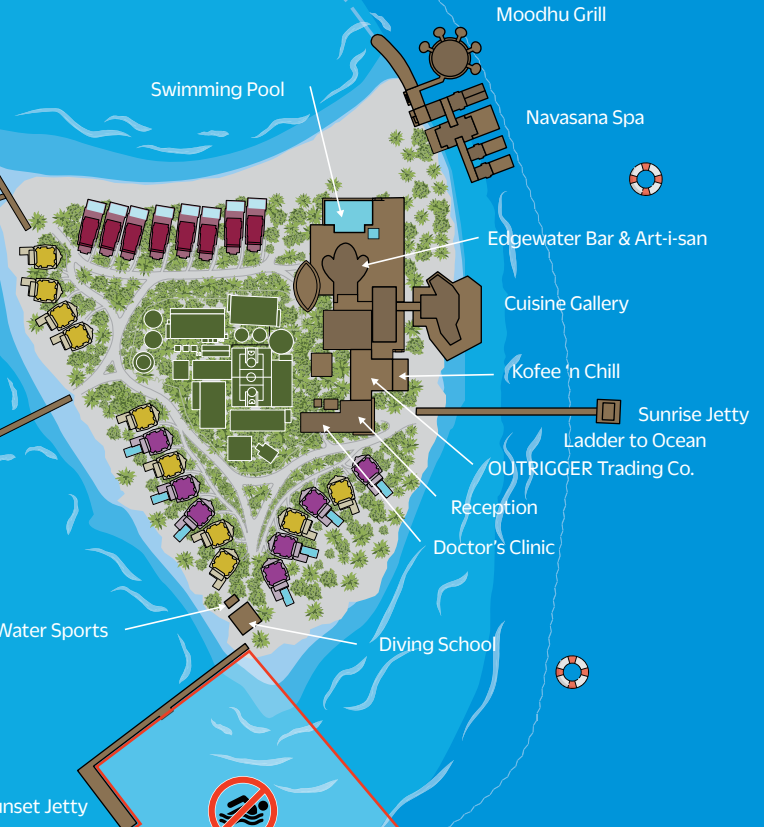 Moodhu Grill
Swimming Pool
Navasana Spa
Edgewater Bar & Art-i-san
Cuisine Gallery
Kofee 'n Chill
Sunrise Jetty
Ladder to Ocean
OUTRIGGER Trading Co.
Reception
Doctor's Clinic
Water Sports
Diving School
nset Jetty